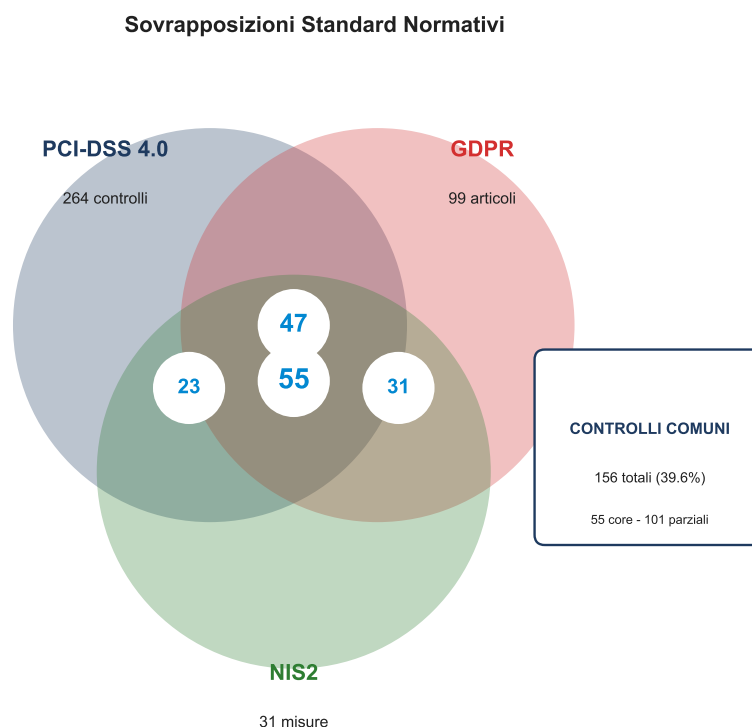 Sovrapposizioni Standard Normativi
PCI-DSS 4.0
GDPR
264 controlli
99 articoli
47
55
23
31
CONTROLLI COMUNI
156 totali (39.6%)
55 core - 101 parziali
NIS2
31 misure